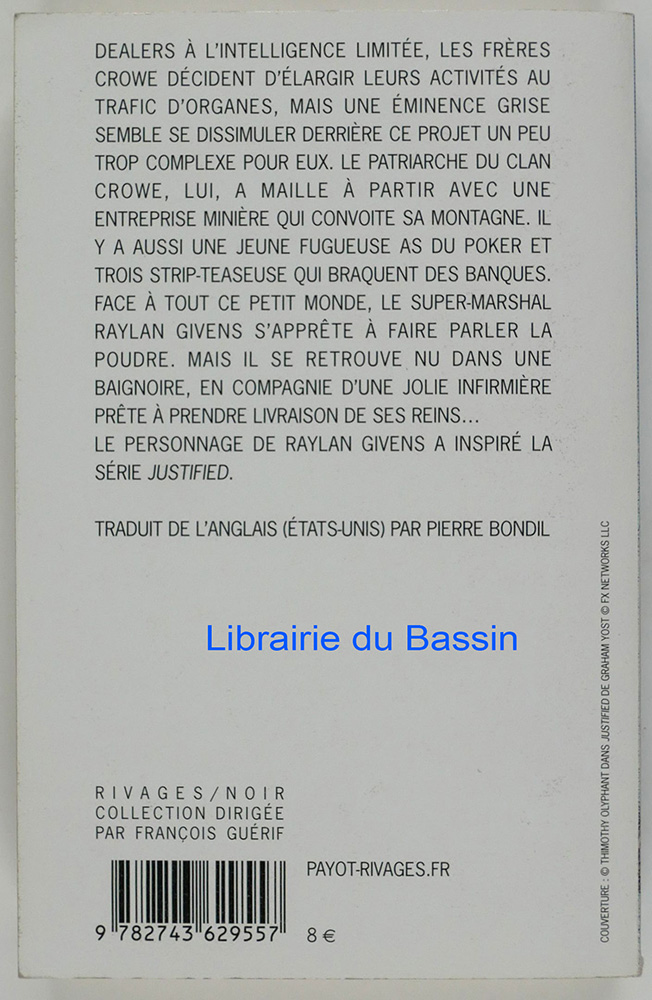 DEALERS À L'INTELLIGENCE LIMITÉE, LES FRÈRES
CROWE DÉCIDENT D'ÉLARGIR LEURS ACTIVITÉS AU
TRAFIC D'ORGANES, MAIS UNE ÉMINENCE GRISE
SEMBLE SE DISSIMULER DERRIÈRE CE PROJET UN PEU
TROP COMPLEXE POUR EUX. LE PATRIARCHE DU CLAN
CROWE, LUI, A MAILLE À PARTIR AVEC UNE
ENTREPRISE MINIÈRE QUI CONVOITE SA MONTAGNE. IL
Y A AUSSI UNE JEUNE FUGUEUSE AS DU POKER ET
TROIS STRIP-TEASEUSE QUI BRAQUENT DES BANQUES.
FACE À TOUT CE PETIT MONDE, LE SUPER-MARSHAL
RAYLAN GIVENS S'APPRÊTE À FAIRE PARLER LA
POUDRE. MAIS IL SE RETROUVE NU DANS UNE
BAIGNOIRE, EN COMPAGNIE D'UNE JOLIE INFIRMIÈRE
PRÊTE À PRENDRE LIVRAISON DE SES REINS...
LE PERSONNAGE DE RAYLAN GIVENS A INSPIRÉ LA
SÉRIE JUSTIFIED.
TRADUIT DE L'ANGLAIS (ÉTATS-UNIS) PAR PIERRE BONDIL
Librairie du Bassin
RIVAGES/NOIR
COLLECTION DIRIGÉE
PAR FRANÇOIS GUÉRIF
PAYOT-RIVAGES.FR
9 782743 629557
8 €
COUVERTURE : © THIMOTHY OLYPHANT DANS JUSTIFIED DE GRAHAM YOST © FX NETWORKS LLC